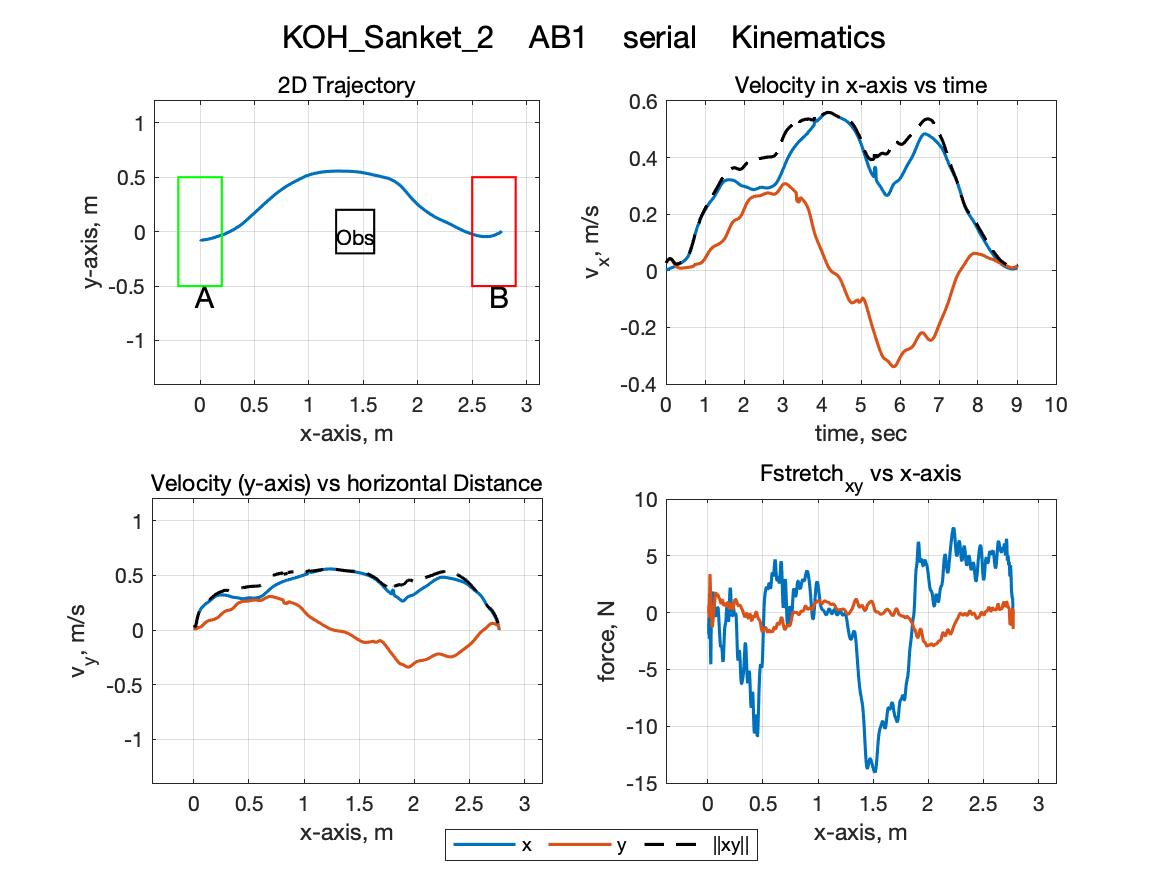 KOH_Sanket_2 AB1 serial Kinematics
2D Trajectory
1
0.5
0
-0.5
-1
y-axis, m
Obs
A
B
0 0.5 1 1.5 2 2.5 3
x-axis, m
Velocity in x-axis vs time
0.6
0.4
0.2
0
-0.2
-0.4
v_x, m/s
0 1 2 3 4 5 6 7 8 9 10
time, sec
Velocity (y-axis) vs horizontal Distance
1
0.5
0
-0.5
-1
v_y, m/s
0 0.5 1 1.5 2 2.5 3
x-axis, m
Fstretch_xy vs x-axis
10
5
0
-5
-10
-15
force, N
0 0.5 1 1.5 2 2.5 3
x-axis, m
x y ||xy||